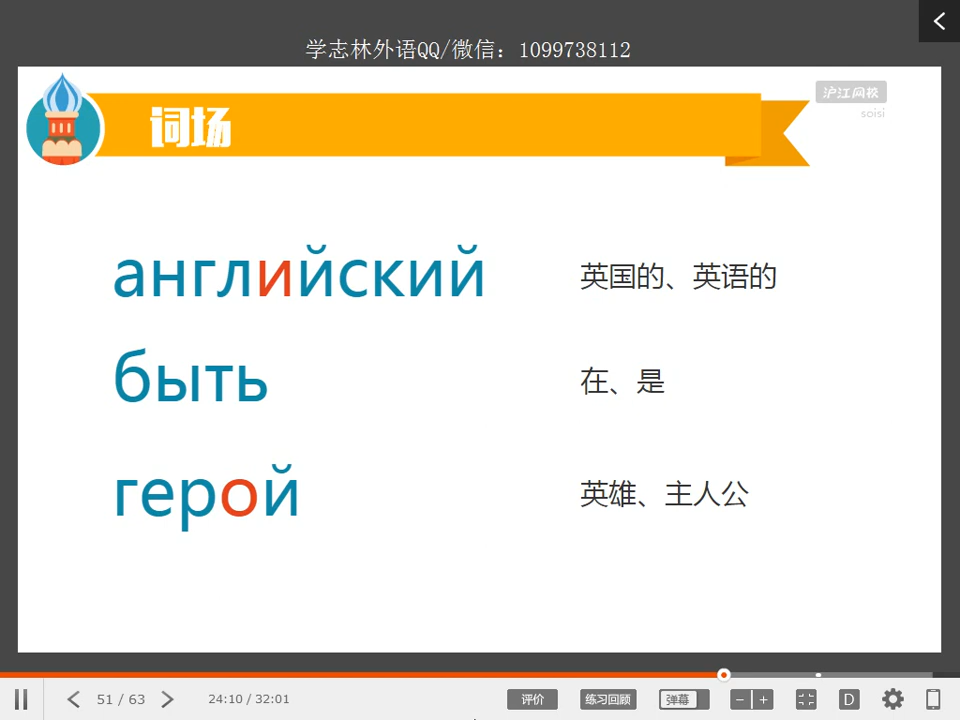 学志林外语QQ/微信：1099738112
沪江网校
soisi
词场
английский 英国的、英语的
быть 在、是
герой 英雄、主人公
51 / 63 24:10 / 32:01 评价 练习回顾 弹幕 D